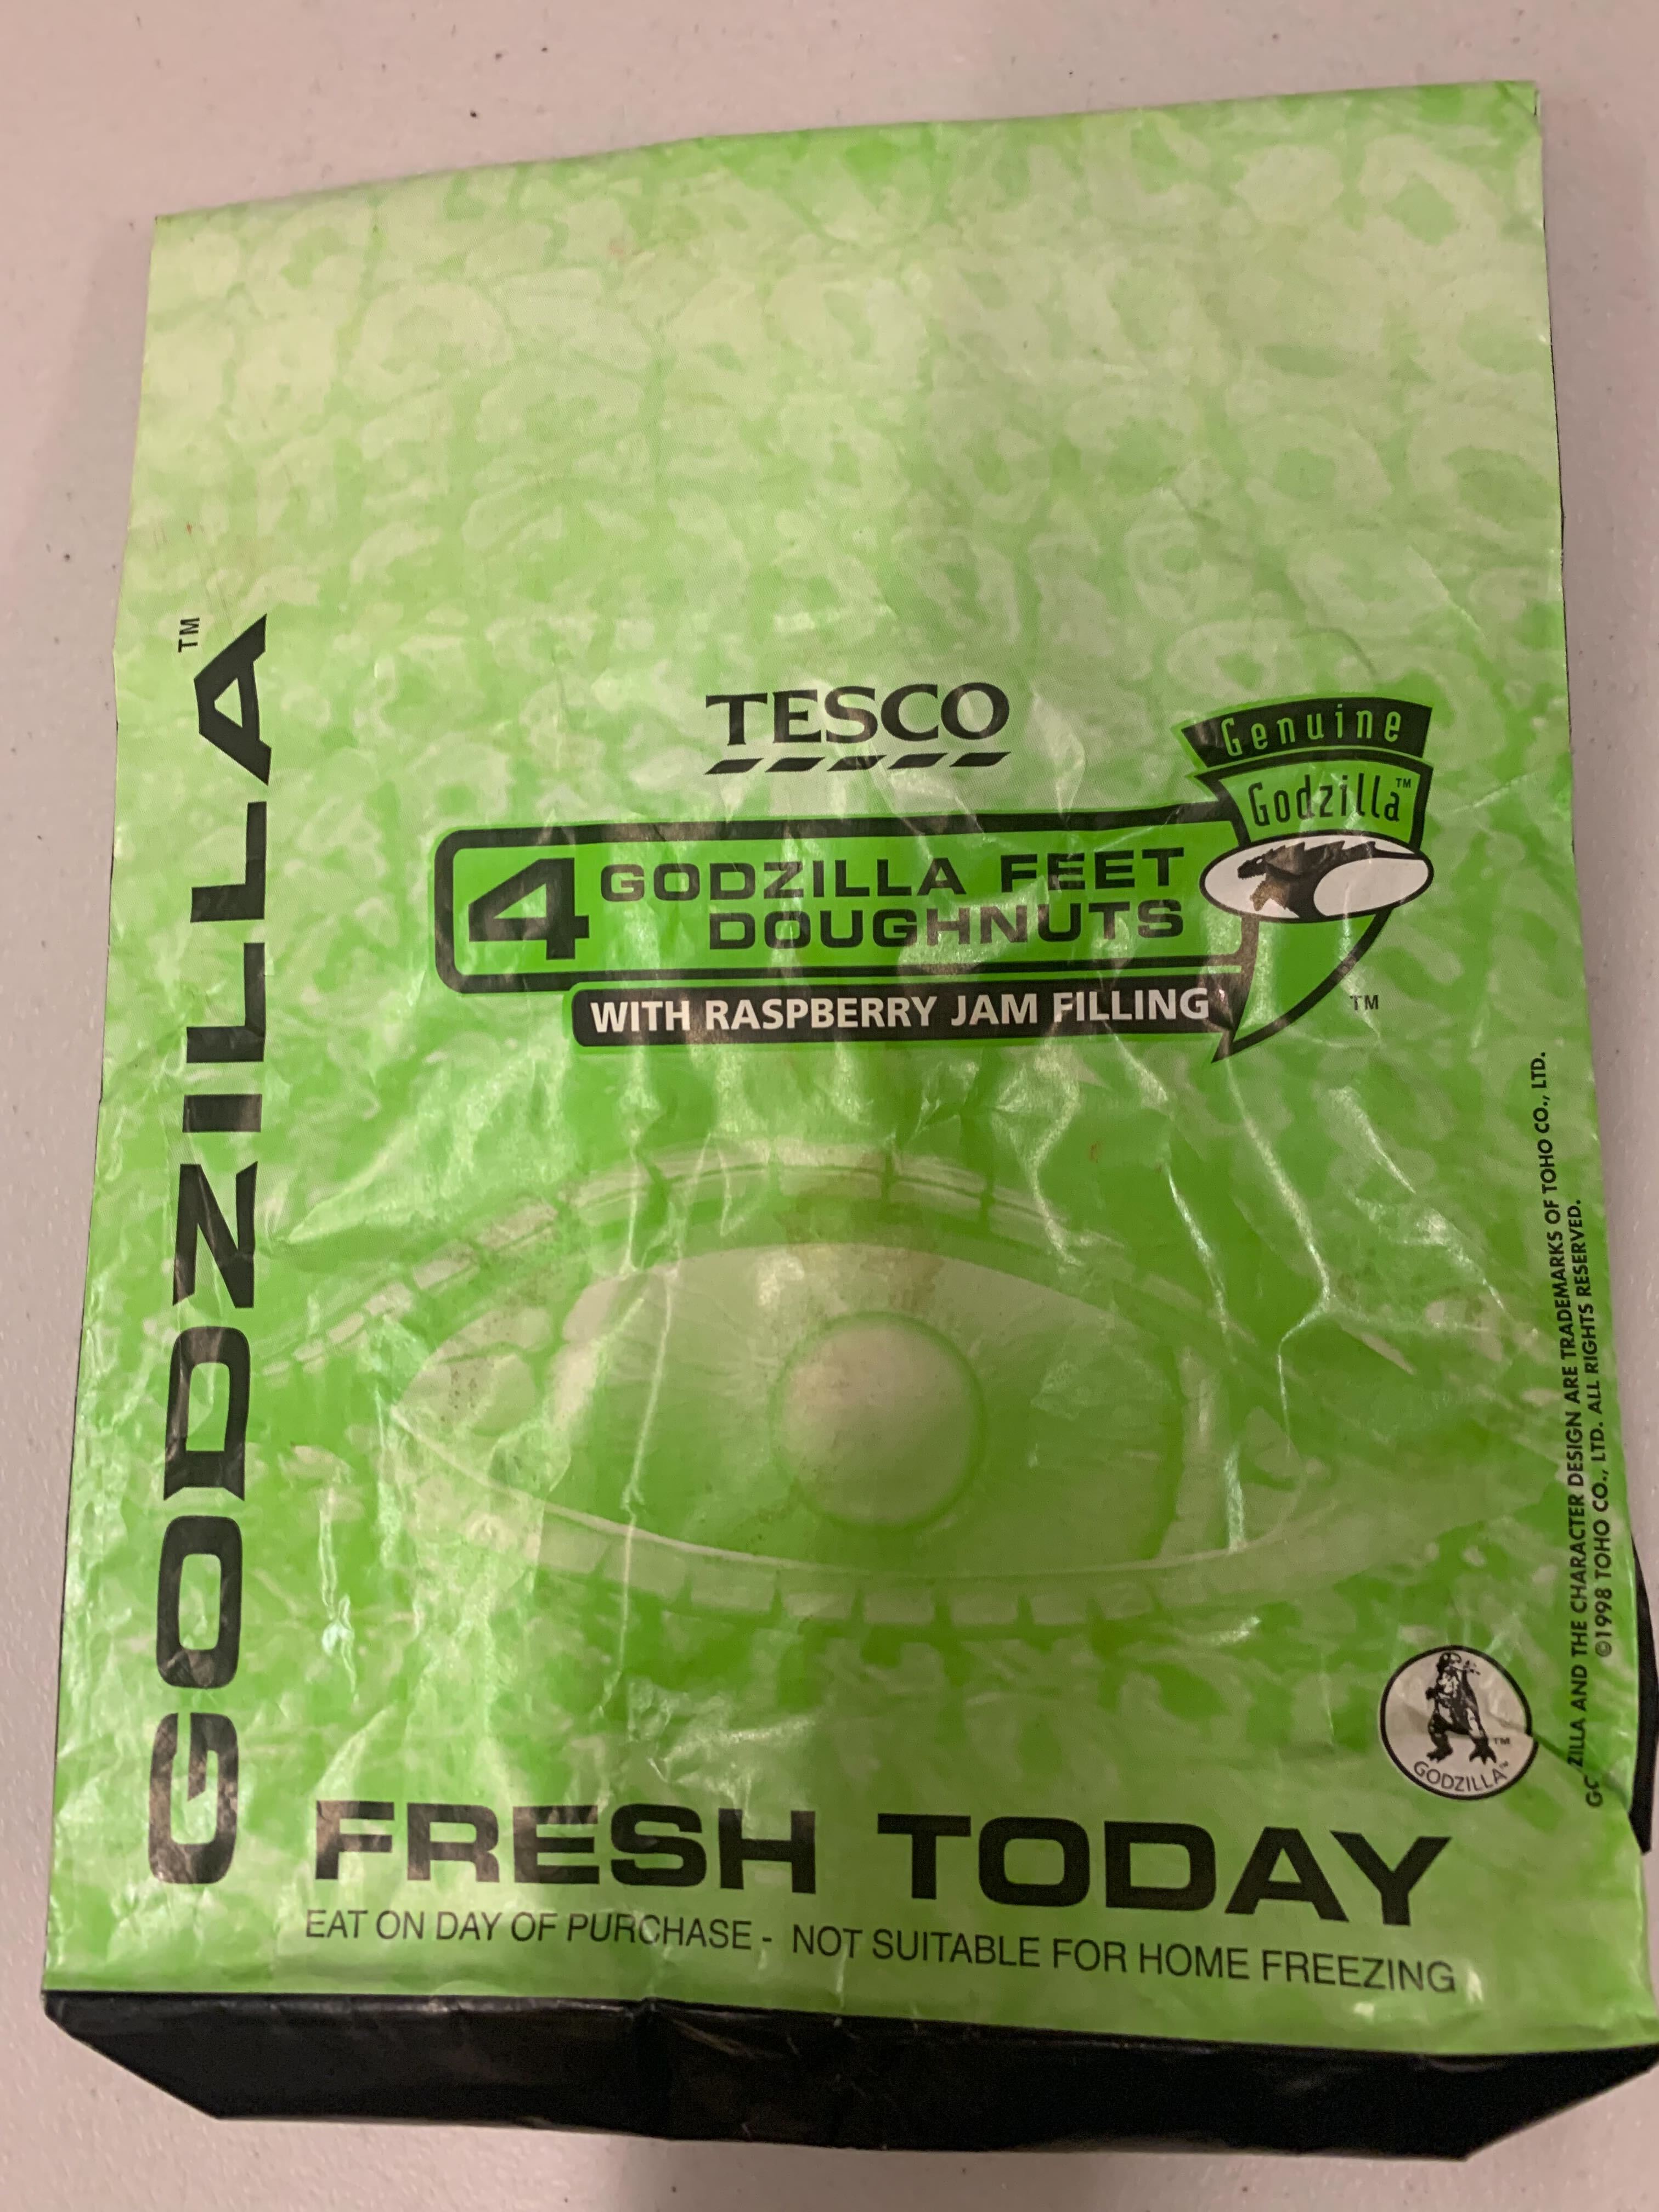 GODZILLA™
TESCO
Genuine
Godzilla™
4 GODZILLA FEET
DOUGHNUTS
WITH RASPBERRY JAM FILLING
™
GODZILLA AND THE CHARACTER DESIGN ARE TRADEMARKS OF TOHO CO., LTD.
©1998 TOHO CO., LTD. ALL RIGHTS RESERVED.
™
GODZILLA™
FRESH TODAY
EAT ON DAY OF PURCHASE - NOT SUITABLE FOR HOME FREEZING